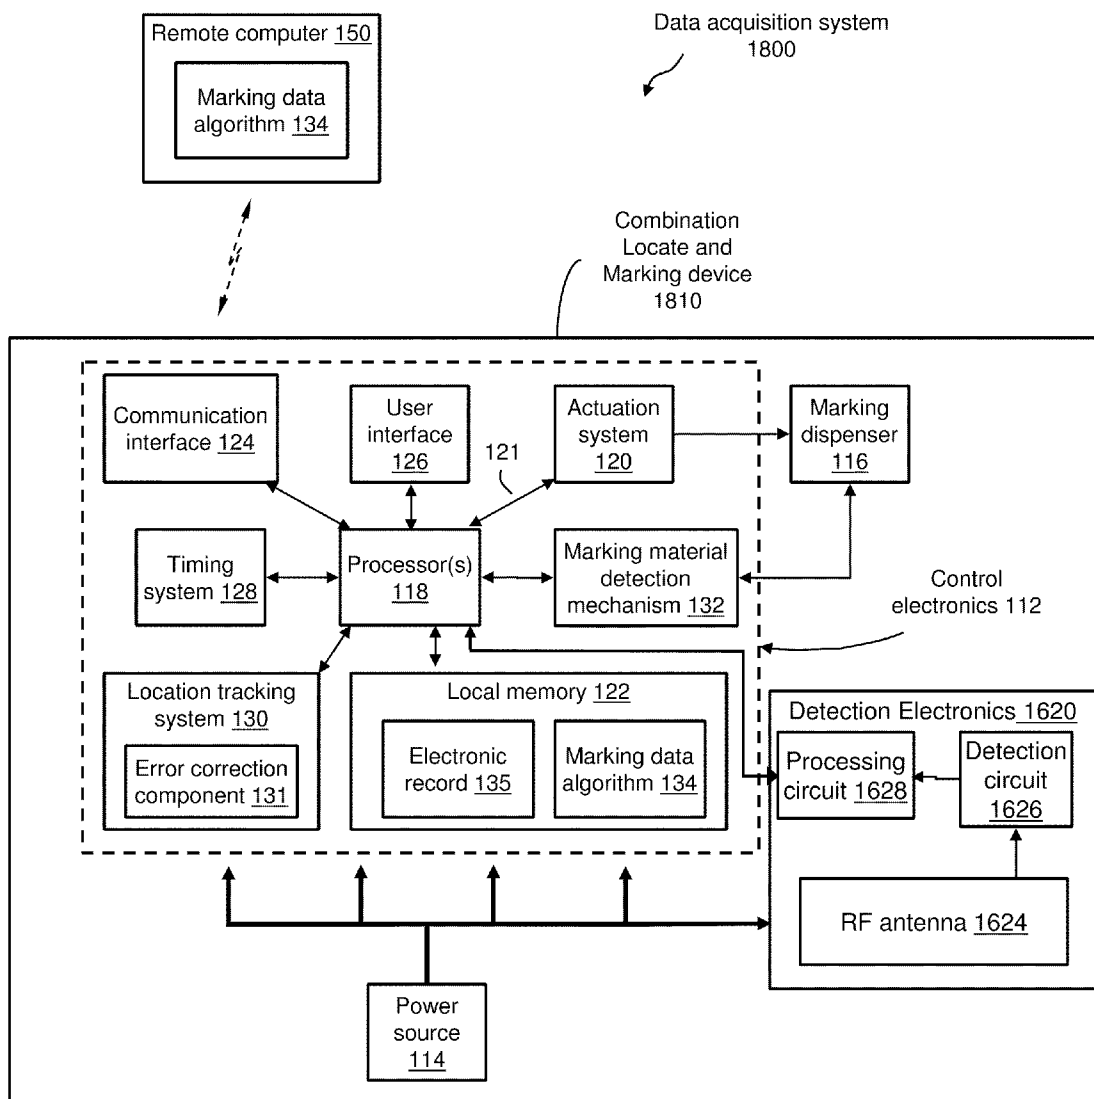 Remote computer 150
Marking data
algorithm 134
Data acquisition system
1800
Combination
Locate and
Marking device
1810
Communication
interface 124
User
interface
126
Actuation
system
120
Marking
dispenser
116
121
Timing
system 128
Processor(s)
118
Marking material
detection
mechanism 132
Control
electronics 112
Location tracking
system 130
Error correction
component 131
Local memory 122
Electronic
record 135
Marking data
algorithm 134
Detection Electronics 1620
Processing
circuit 1628
Detection
circuit
1626
RF antenna 1624
Power
source
114